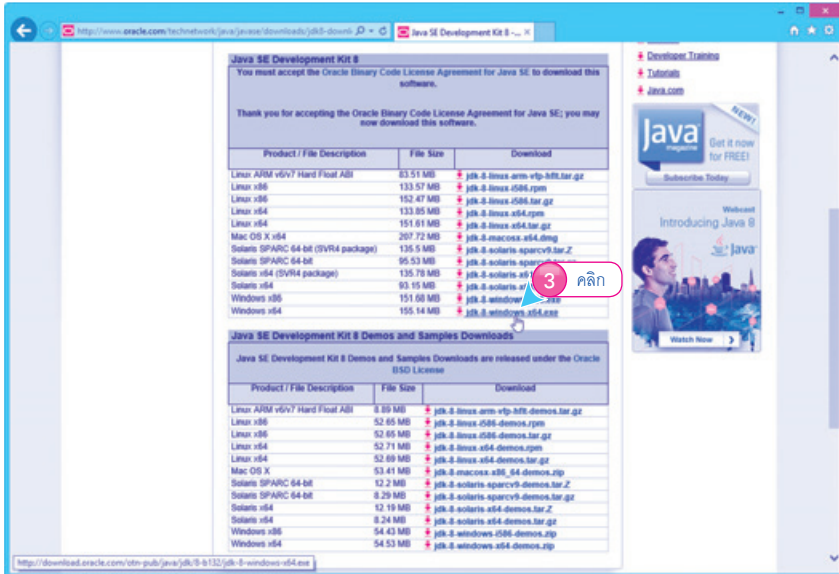 http://www.oracle.com/technetwork/java/javase/downloads/jdk8-downl
Java SE Development Kit 8 -...
Developer Training
Tutorials
Java.com
Java SE Development Kit 8
You must accept the Oracle Binary Code License Agreement for Java SE to download this
software.
Thank you for accepting the Oracle Binary Code License Agreement for Java SE; you may
now download this software.
Product / File Description File Size Download
Linux ARM v6/v7 Hard Float ABI 83.51 MB jdk-8-linux-arm-vfp-hflt.tar.gz
Linux x86 133.57 MB jdk-8-linux-i586.rpm
Linux x86 152.47 MB jdk-8-linux-i586.tar.gz
Linux x64 133.85 MB jdk-8-linux-x64.rpm
Linux x64 151.61 MB jdk-8-linux-x64.tar.gz
Mac OS X x64 207.72 MB jdk-8-macosx-x64.dmg
Solaris SPARC 64-bit (SVR4 package) 135.5 MB jdk-8-solaris-sparcv9.tar.Z
Solaris SPARC 64-bit 95.53 MB
Solaris x64 (SVR4 package) 135.78 MB
Solaris x64 93.15 MB
Windows x86 151.68 MB
Windows x64 155.14 MB jdk-8-windows-x64.exe
3 คลิก
Java SE Development Kit 8 Demos and Samples Downloads
Java SE Development Kit 8 Demos and Samples Downloads are released under the Oracle
BSD License
Product / File Description File Size Download
Linux ARM v6/v7 Hard Float ABI 8.89 MB jdk-8-linux-arm-vfp-hflt-demos.tar.gz
Linux x86 52.65 MB jdk-8-linux-i586-demos.rpm
Linux x86 52.65 MB jdk-8-linux-i586-demos.tar.gz
Linux x64 52.71 MB jdk-8-linux-x64-demos.rpm
Linux x64 52.69 MB jdk-8-linux-x64-demos.tar.gz
Mac OS X 53.41 MB jdk-8-macosx-x86_64-demos.zip
Solaris SPARC 64-bit 12.2 MB jdk-8-solaris-sparcv9-demos.tar.Z
Solaris SPARC 64-bit 8.29 MB jdk-8-solaris-sparcv9-demos.tar.gz
Solaris x64 12.19 MB jdk-8-solaris-x64-demos.tar.Z
Solaris x64 8.24 MB jdk-8-solaris-x64-demos.tar.gz
Windows x86 54.43 MB jdk-8-windows-i586-demos.zip
Windows x64 54.53 MB jdk-8-windows-x64-demos.zip
NEW!
Java
magazine
Get it now
for FREE!
Subscribe Today
Webcast
Introducing Java 8
Java
Watch Now
http://download.oracle.com/otn-pub/java/jdk/8-b132/jdk-8-windows-x64.exe